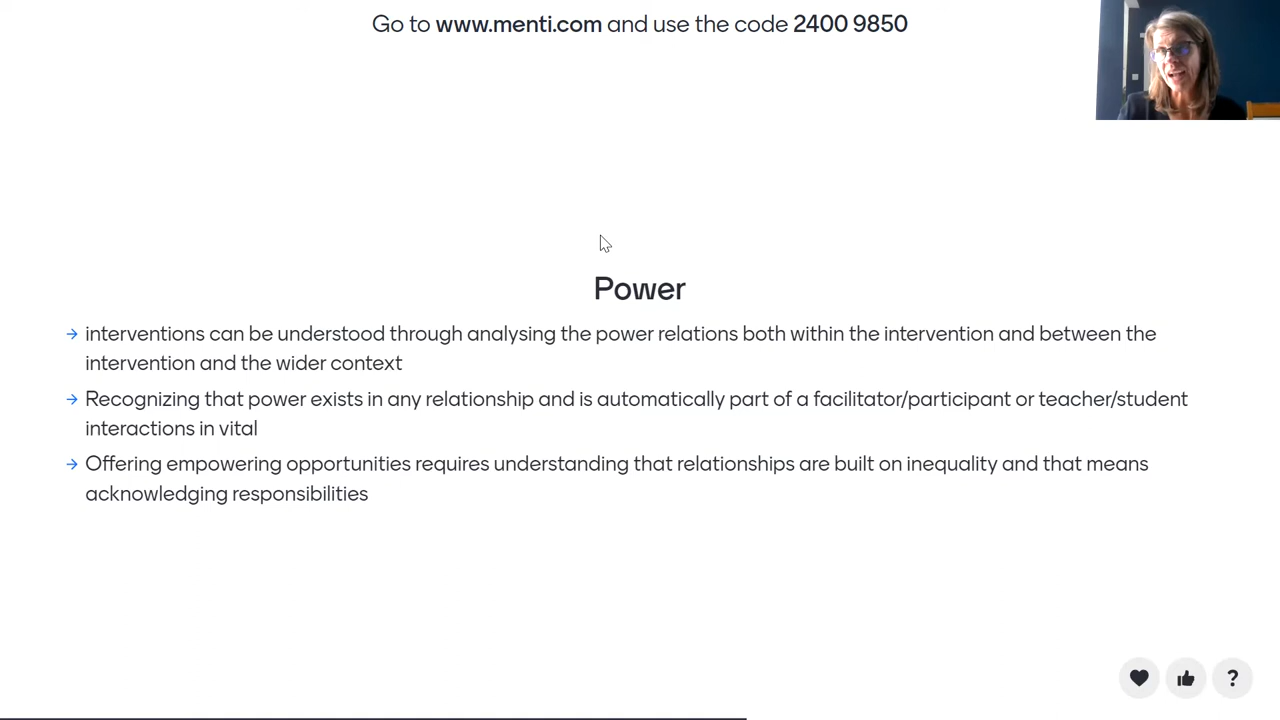 Go to www.menti.com and use the code 2400 9850
Power
→ interventions can be understood through analysing the power relations both within the intervention and between the
intervention and the wider context
→ Recognizing that power exists in any relationship and is automatically part of a facilitator/participant or teacher/student
interactions in vital
→ Offering empowering opportunities requires understanding that relationships are built on inequality and that means
acknowledging responsibilities
?